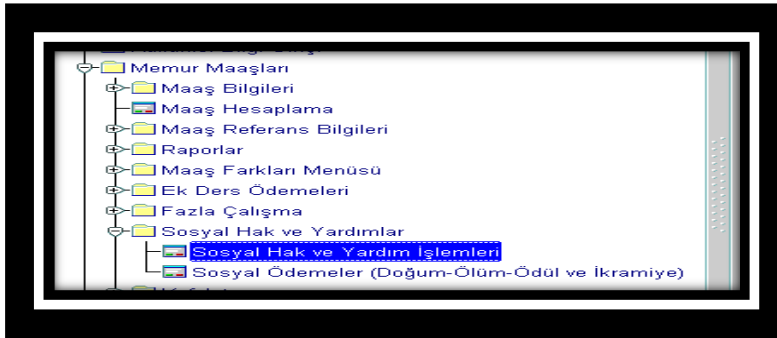 Memur Maaşları
Maaş Bilgileri
Maaş Hesaplama
Maaş Referans Bilgileri
Raporlar
Maaş Farkları Menüsü
Ek Ders Ödemeleri
Fazla Çalışma
Sosyal Hak ve Yardımlar
Sosyal Hak ve Yardım İşlemleri
Sosyal Ödemeler (Doğum-Ölüm-Ödül ve İkramiye)